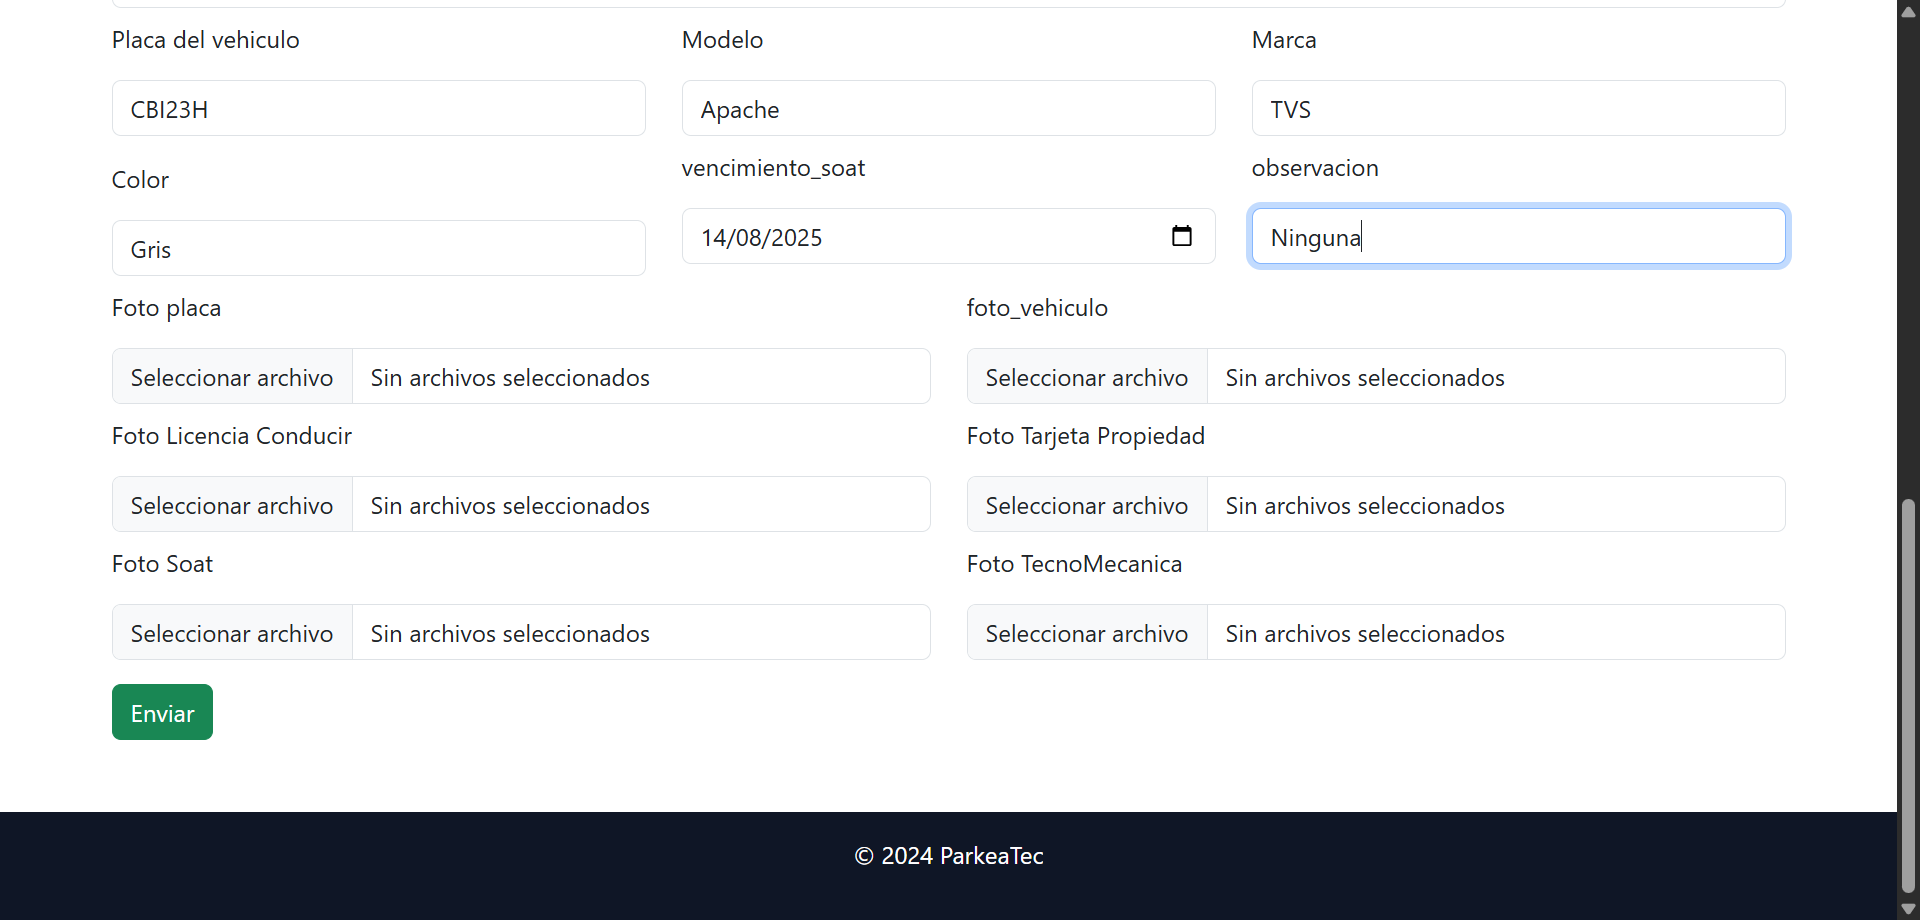 Placa del vehiculo
Modelo
Marca
CBI23H
Apache
TVS
Color
vencimiento_soat
observacion
Gris
14/08/2025
Ninguna
Foto placa
foto_vehiculo
Seleccionar archivo Sin archivos seleccionados
Seleccionar archivo Sin archivos seleccionados
Foto Licencia Conducir
Foto Tarjeta Propiedad
Seleccionar archivo Sin archivos seleccionados
Seleccionar archivo Sin archivos seleccionados
Foto Soat
Foto TecnoMecanica
Seleccionar archivo Sin archivos seleccionados
Seleccionar archivo Sin archivos seleccionados
Enviar
© 2024 ParkeaTec